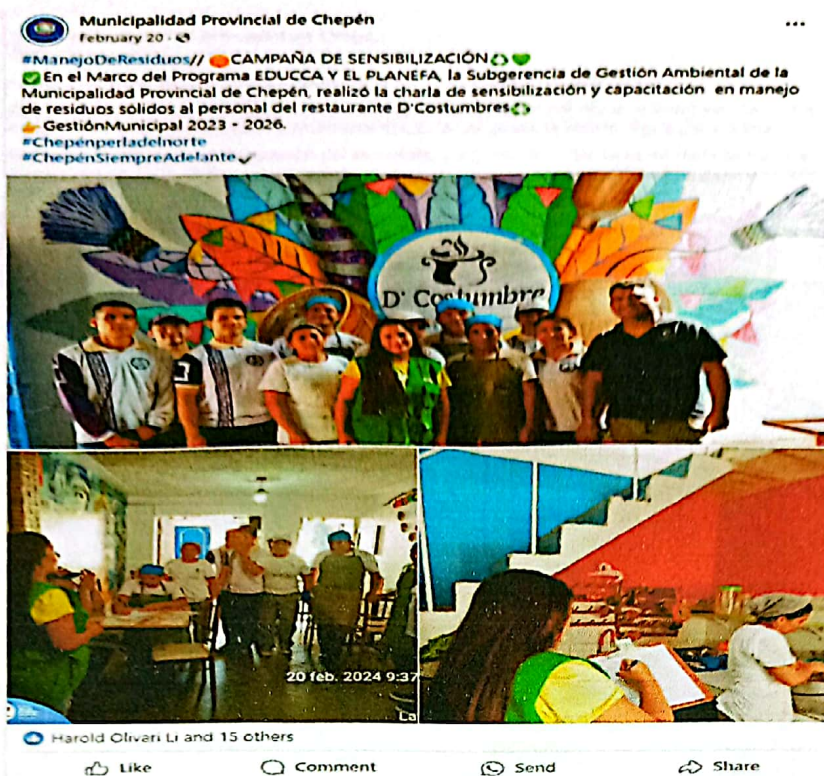 Municipalidad Provincial de Chepén
February 20 ·
#ManejoDeResiduos// CAMPAÑA DE SENSIBILIZACIÓN
En el Marco del Programa EDUCCA Y EL PLANEFA, la Subgerencia de Gestión Ambiental de la
Municipalidad Provincial de Chepén, realizó la charla de sensibilización y capacitación en manejo
de residuos sólidos al personal del restaurante D'Costumbres
GestiónMunicipal 2023 - 2026.
#Chepénperladelnorte
#ChepénSiempreAdelante
D' Costumbre
20 feb. 2024 9:37
La
Harold Olivari Li and 15 others
Like Comment Send Share